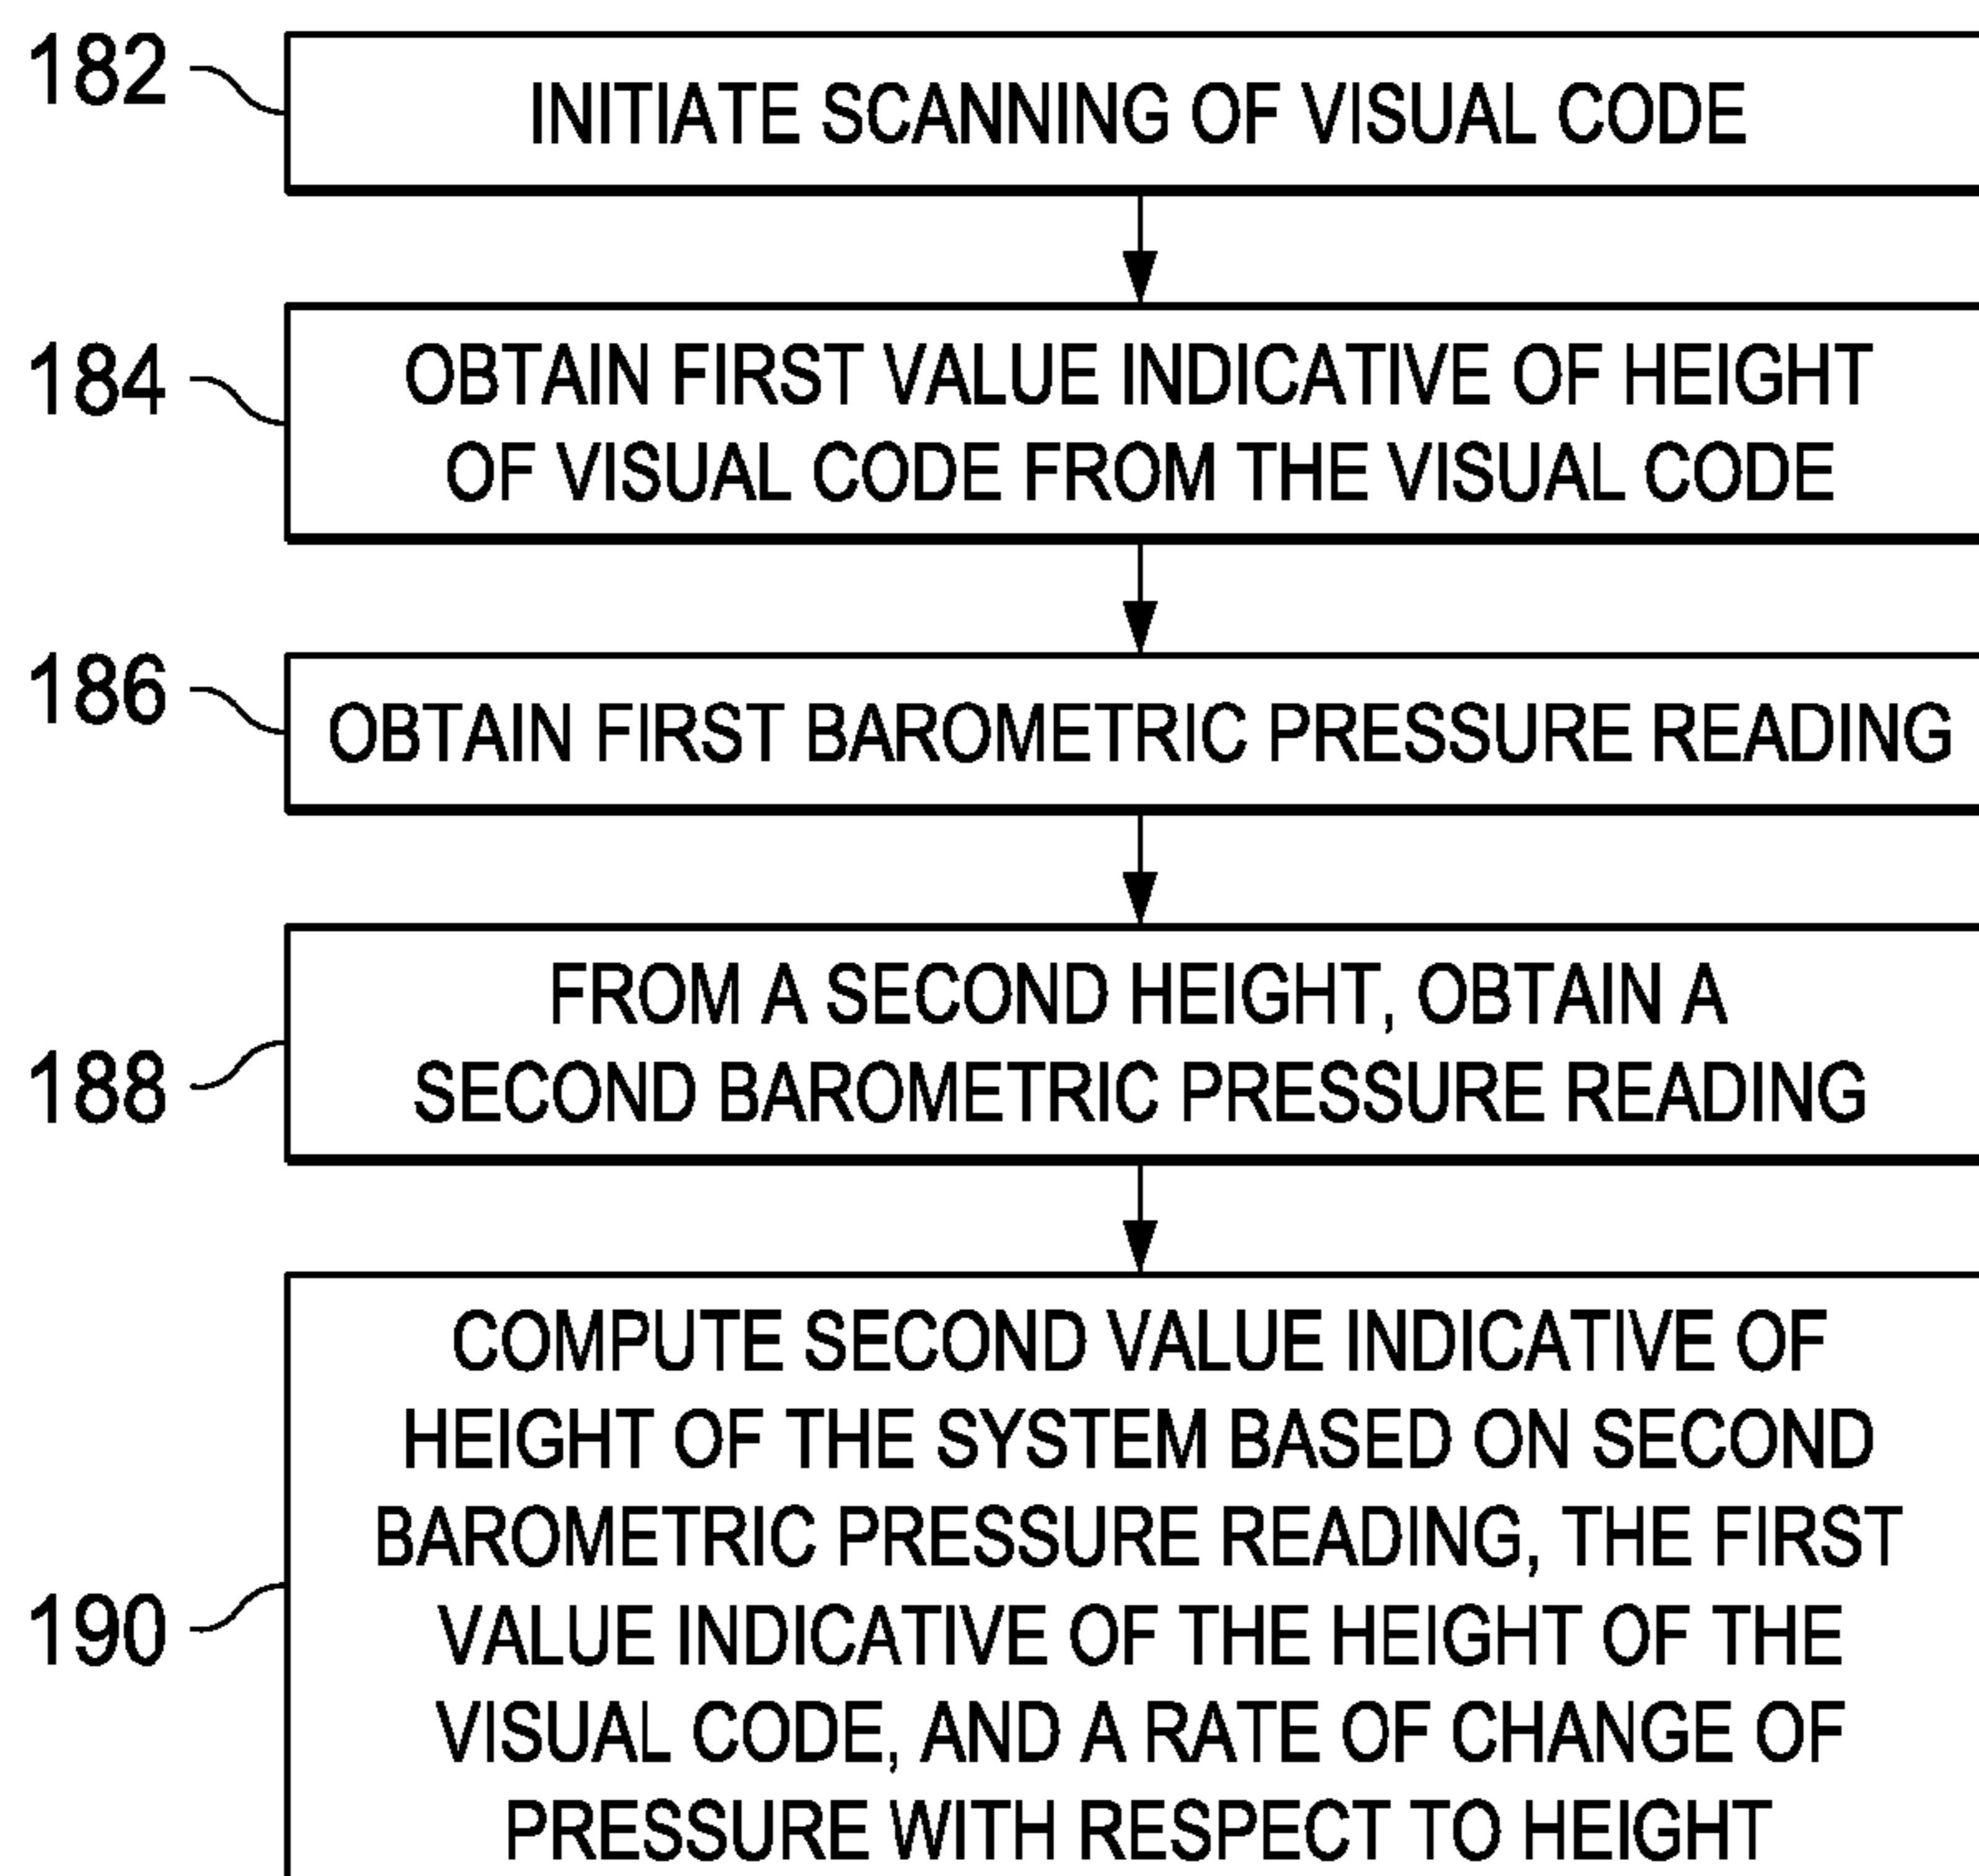 182
INITIATE SCANNING OF VISUAL CODE
184
OBTAIN FIRST VALUE INDICATIVE OF HEIGHT
OF VISUAL CODE FROM THE VISUAL CODE
186
OBTAIN FIRST BAROMETRIC PRESSURE READING
188
FROM A SECOND HEIGHT, OBTAIN A
SECOND BAROMETRIC PRESSURE READING
190
COMPUTE SECOND VALUE INDICATIVE OF
HEIGHT OF THE SYSTEM BASED ON SECOND
BAROMETRIC PRESSURE READING, THE FIRST
VALUE INDICATIVE OF THE HEIGHT OF THE
VISUAL CODE, AND A RATE OF CHANGE OF
PRESSURE WITH RESPECT TO HEIGHT